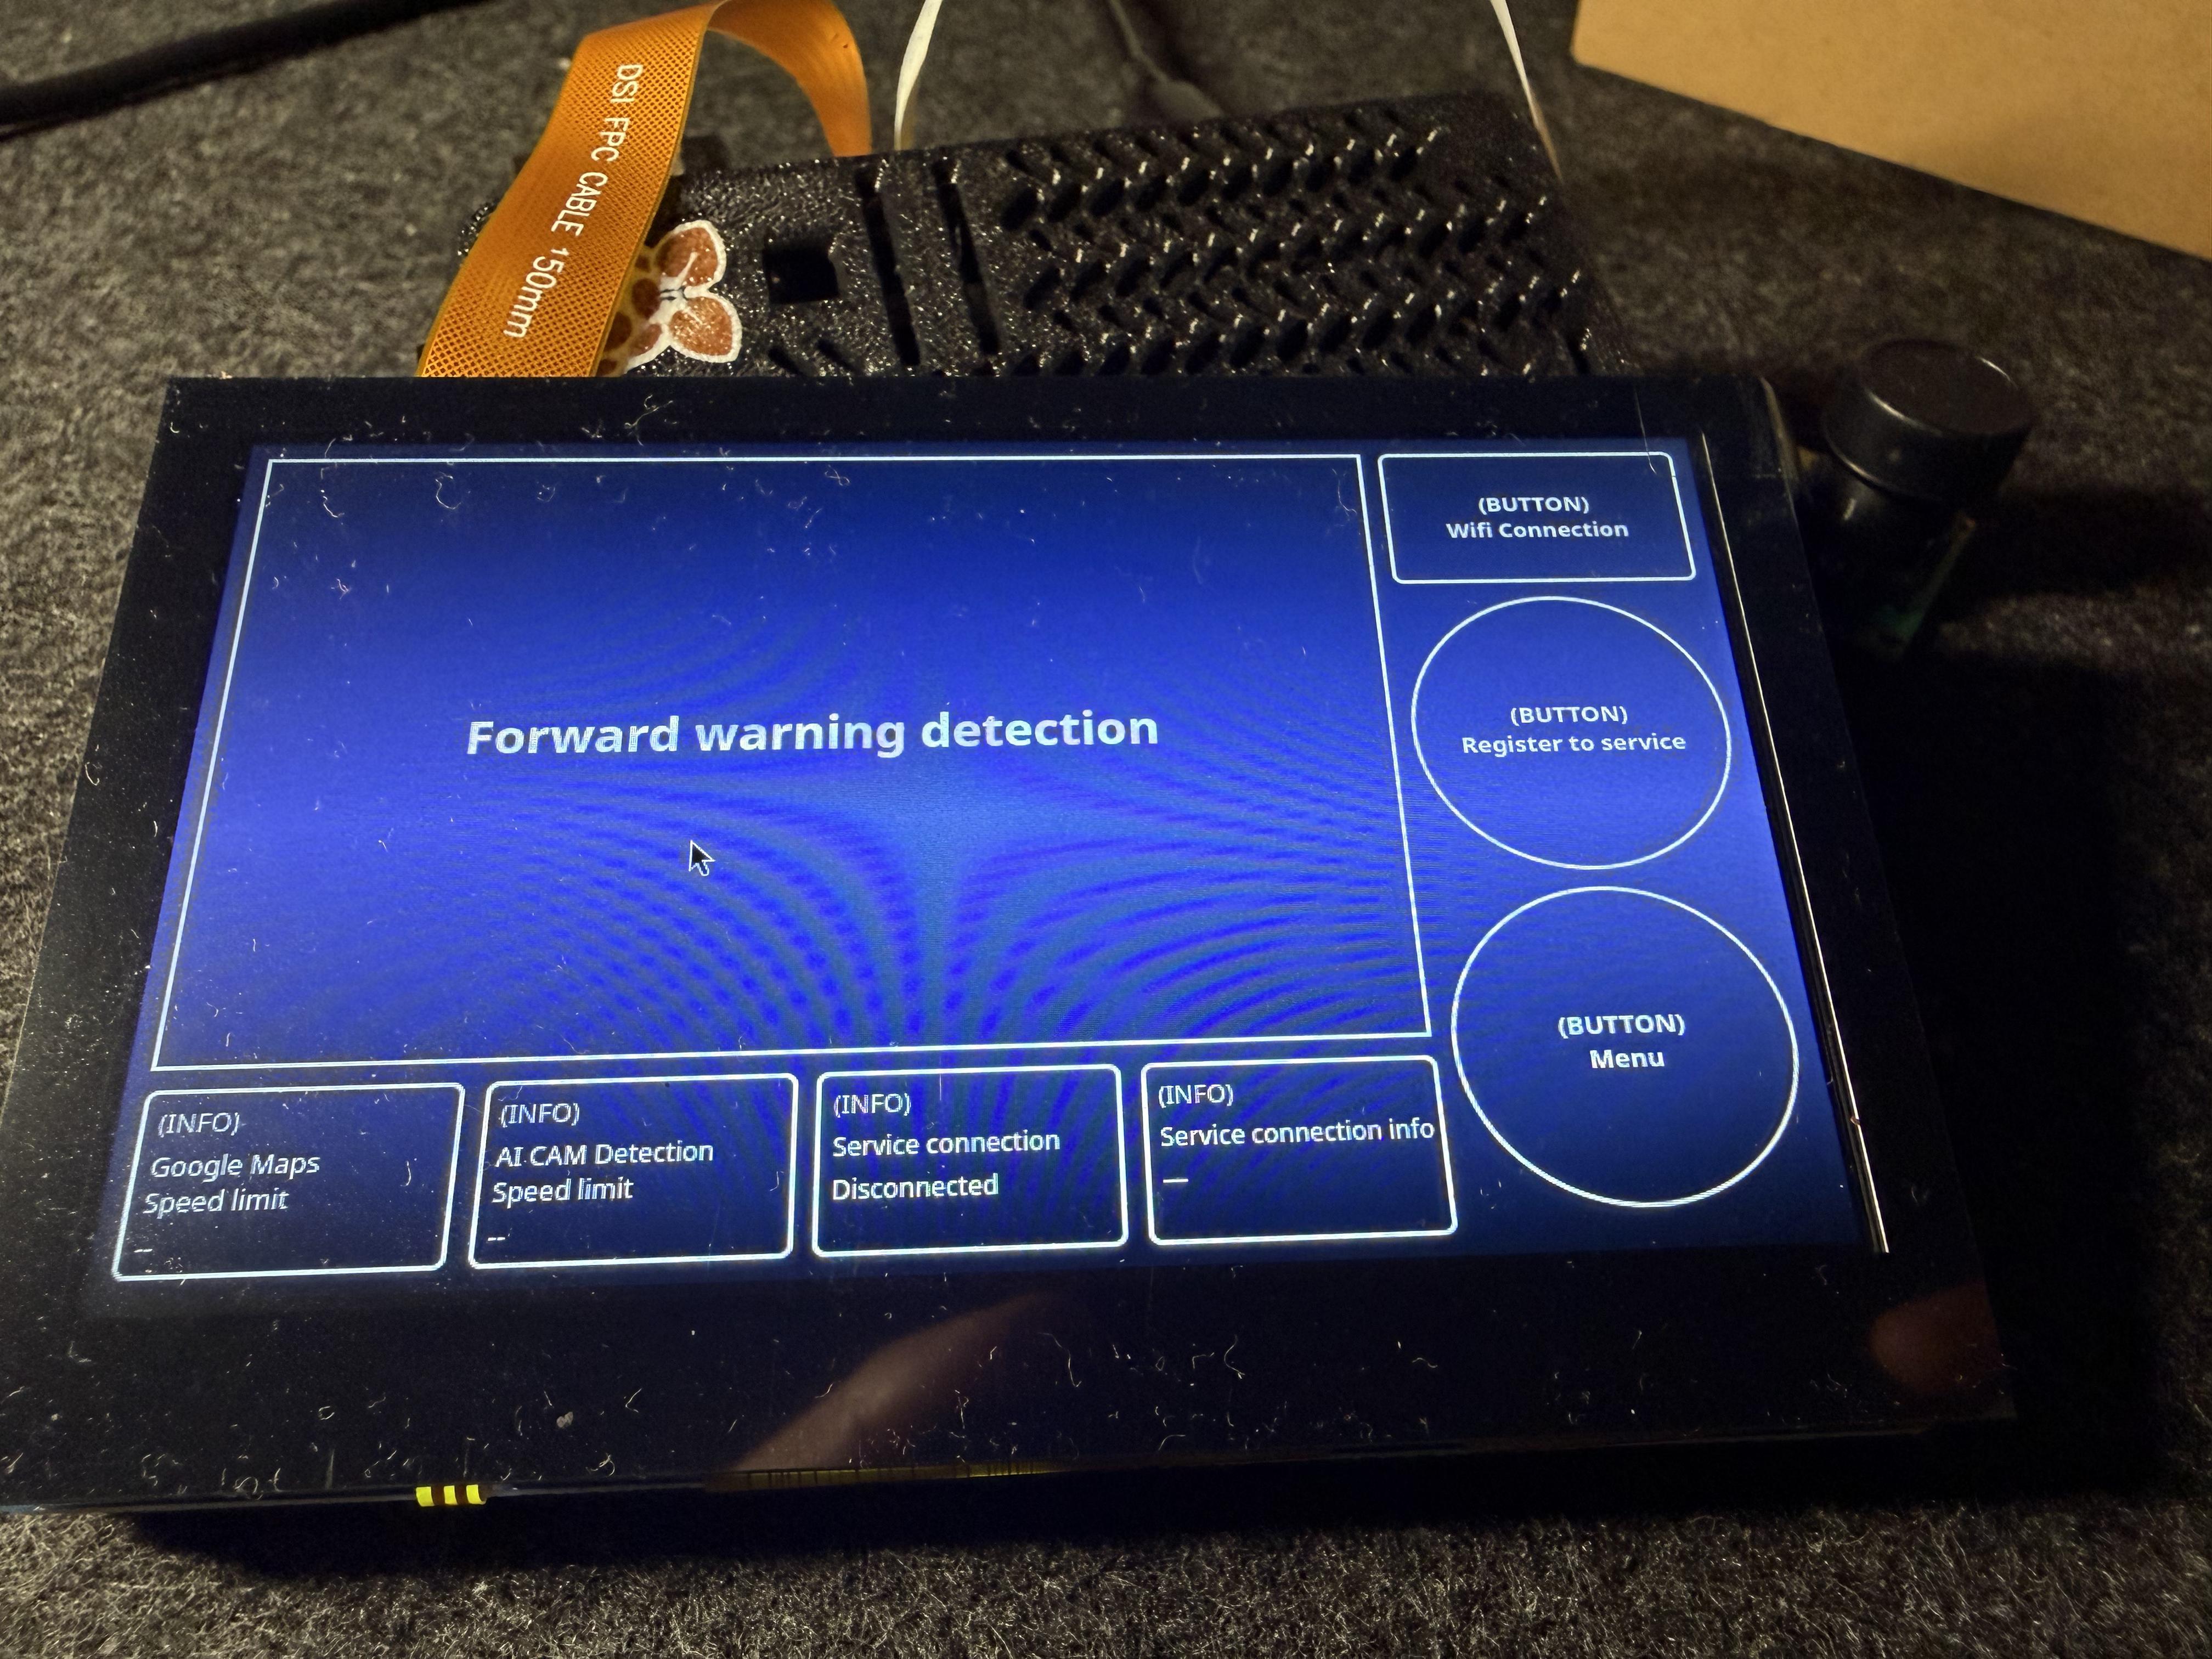 DSI FPC CABLE 150mm
(BUTTON)
Wifi Connection
Forward warning detection
(BUTTON)
Register to service
(BUTTON)
Menu
(INFO)
Google Maps
Speed limit
--
(INFO)
AI CAM Detection
Speed limit
--
(INFO)
Service connection
Disconnected
(INFO)
Service connection info
—